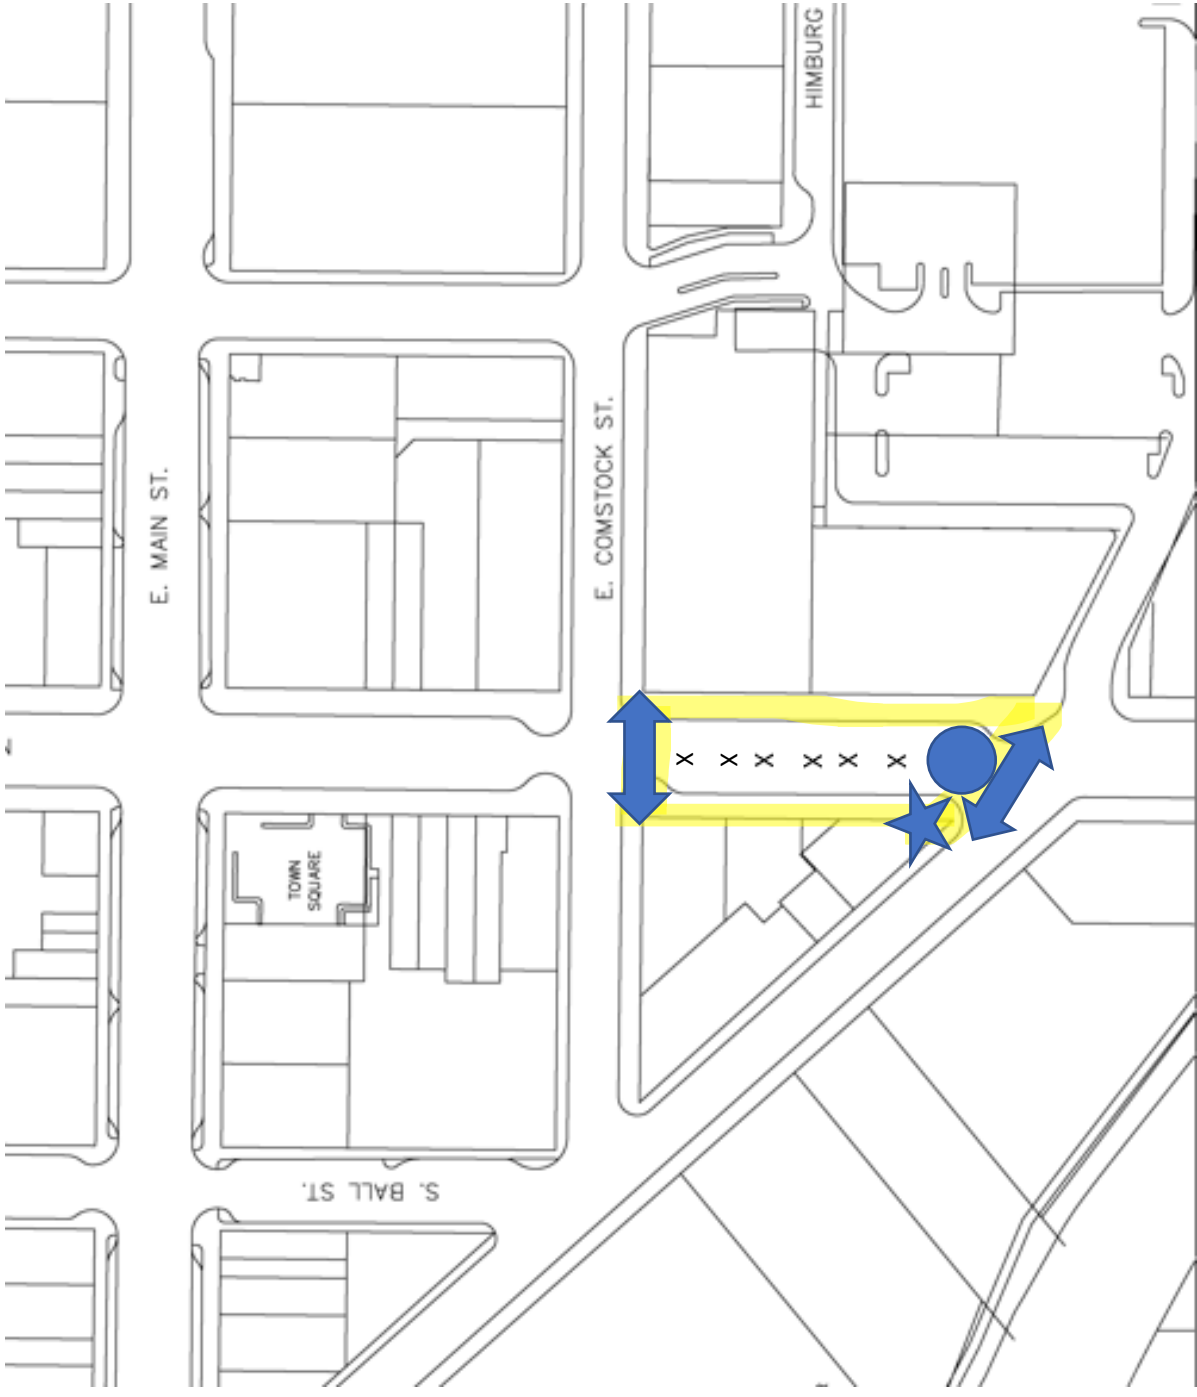 HIMBURG
E. COMSTOCK ST.
E. MAIN ST.
X X X X X X
TOWN
SQUARE
S. BALL ST.